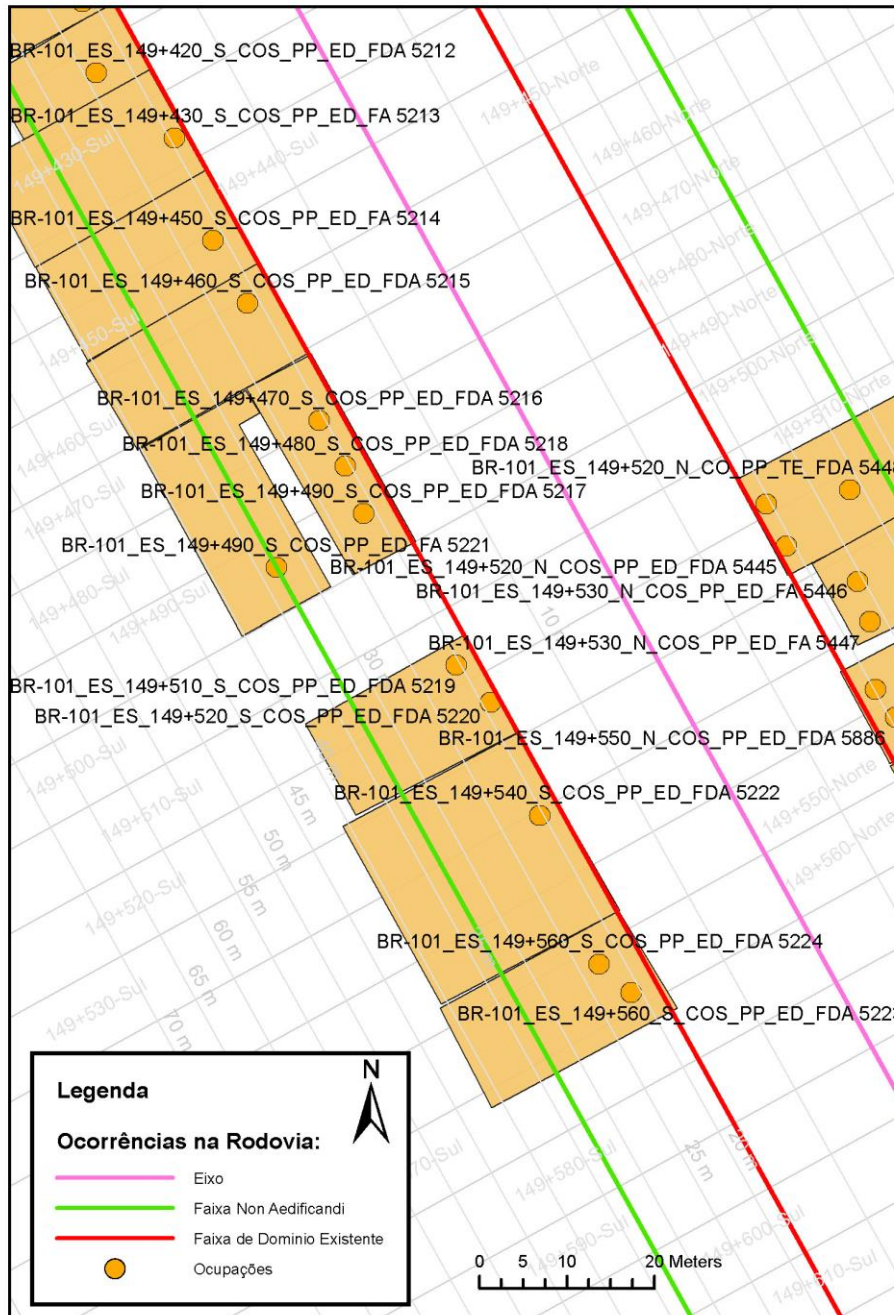 BR-101_ES_149+420_S_COS_PP_ED_FDA 5212
149+450-Norte
BR-101_ES_149+430_S_COS_PP_ED_FA 5213
149+460-Norte
149+430-Sul
149+440-Sul
149+470-Norte
BR-101_ES_149+450_S_COS_PP_ED_FA 5214
149+480-Norte
BR-101_ES_149+460_S_COS_PP_ED_FDA 5215
149+490-Norte
149+450-Sul
149+500-Norte
BR-101_ES_149+470_S_COS_PP_ED_FDA 5216
149+510-Norte
149+460-Sul
BR-101_ES_149+480_S_COS_PP_ED_FDA 5218
BR-101_ES_149+520_N_CO_PP_TE_FDA 5448
149+470-Sul
BR-101_ES_149+490_S_COS_PP_ED_FDA 5217
BR-101_ES_149+490_S_COS_PP_ED_FA 5221
BR-101_ES_149+520_N_COS_PP_ED_FDA 5445
149+480-Sul
BR-101_ES_149+530_N_COS_PP_ED_FA 5446
149+490-Sul
10
BR-101_ES_149+530_N_COS_PP_ED_FA 5447
30
BR-101_ES_149+510_S_COS_PP_ED_FDA 5219
BR-101_ES_149+520_S_COS_PP_ED_FDA 5220
BR-101_ES_149+550_N_COS_PP_ED_FDA 5886
149+500-Sul
BR-101_ES_149+540_S_COS_PP_ED_FDA 5222
45 m
149+510-Sul
149+550-Norte
50 m
149+560-Norte
55 m
149+520-Sul
60 m
BR-101_ES_149+560_S_COS_PP_ED_FDA 5224
65 m
149+530-Sul
BR-101_ES_149+560_S_COS_PP_ED_FDA 5223
70 m
Legenda
N
Ocorrências na Rodovia:
Eixo
Faixa Non Aedificandi
Faixa de Dominio Existente
Ocupações
70-Sul
20 m
25 m
149+580-Sul
149+590-Sul
149+600-Sul
0 5 10 20 Meters